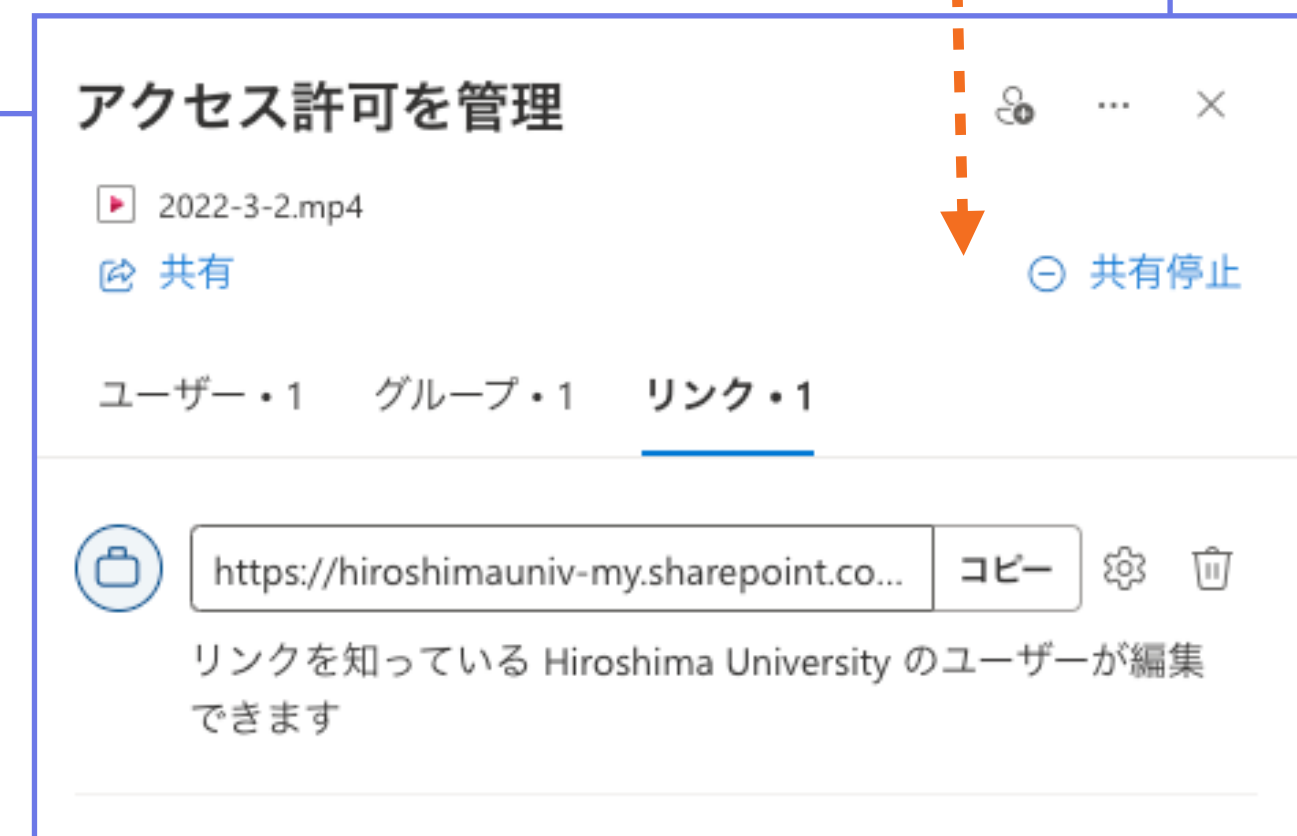 アクセス許可を管理
2022-3-2.mp4
共有
共有停止
ユーザー・1 グループ・1 リンク・1
https://hiroshimauniv-my.sharepoint.co... コピー
リンクを知っている Hiroshima University のユーザーが編集
できます